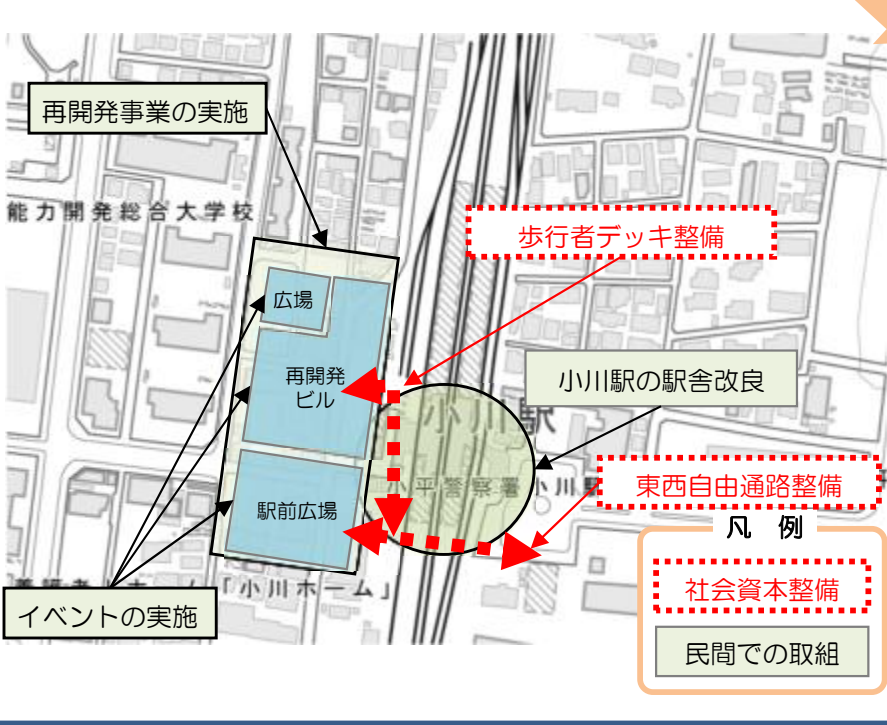 再開発事業の実施
能力開発総合大学校
歩行者デッキ整備
広場
再開発
ビル
小川駅の駅舎改良
小川駅
小平警察署小川駅
東西自由通路整備
駅前広場
「小川ホーム」
イベントの実施
凡 例
社会資本整備
民間での取組